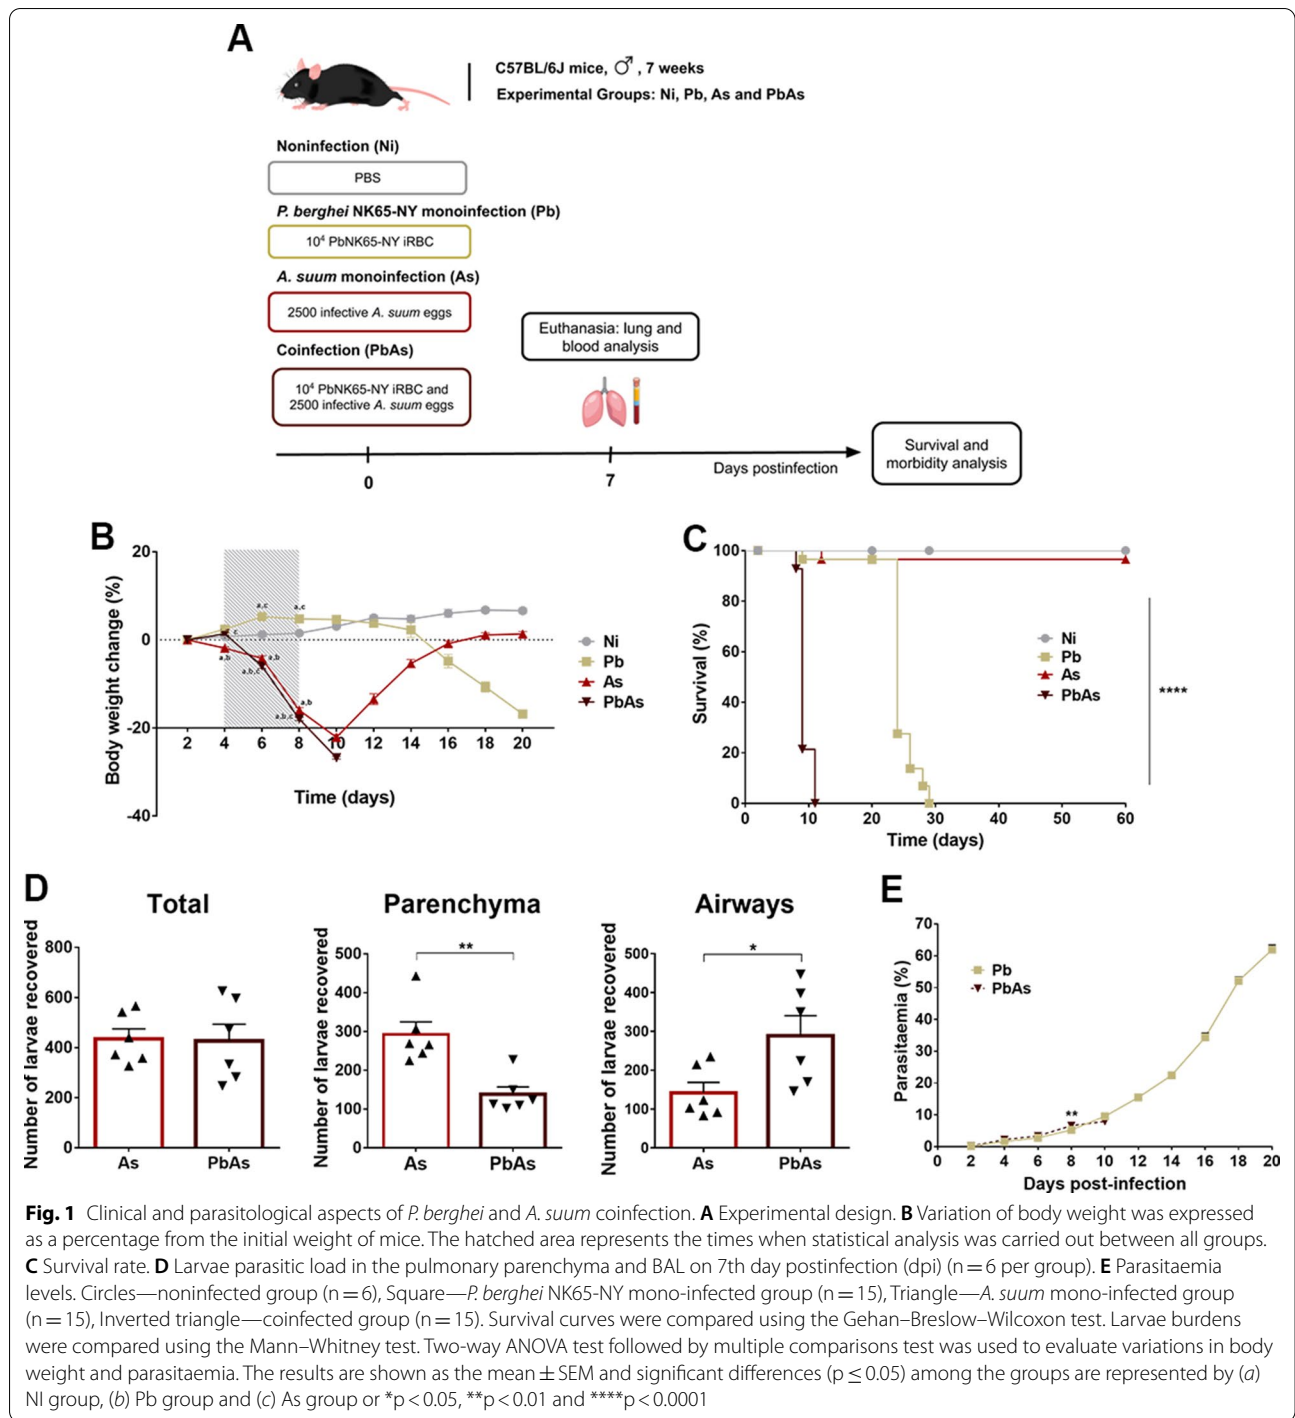 A
C57BL/6J mice, ♂, 7 weeks
Experimental Groups: Ni, Pb, As and PbAs
Noninfection (Ni)
PBS
P. berghei NK65-NY monoinfection (Pb)
10⁴ PbNK65-NY iRBC
A. suum monoinfection (As)
2500 infective A. suum eggs
Coinfection (PbAs)
10⁴ PbNK65-NY iRBC and
2500 infective A. suum eggs
Euthanasia: lung and
blood analysis
Survival and
morbidity analysis
Days postinfection
0
7
B
Body weight change (%)
20
0
-20
-40
a,c
a,c
c
a,b
a,b
a,b,c
a,b
a,b,c
2 4 6 8 10 12 14 16 18 20
Time (days)
Ni
Pb
As
PbAs
C
Survival (%)
100
80
60
40
20
0
0 10 20 30 40 50 60
Time (days)
Ni
Pb
As
PbAs
****
D
Total
Number of larvae recovered
800
600
400
200
0
As PbAs
Parenchyma
Number of larvae recovered
500
400
300
200
100
0
**
As PbAs
Airways
Number of larvae recovered
500
400
300
200
100
0
*
As PbAs
E
Parasitaemia (%)
70
60
50
40
30
20
10
0
Pb
PbAs
**
0 2 4 6 8 10 12 14 16 18 20
Days post-infection
Fig. 1 Clinical and parasitological aspects of P. berghei and A. suum coinfection. A Experimental design. B Variation of body weight was expressed
as a percentage from the initial weight of mice. The hatched area represents the times when statistical analysis was carried out between all groups.
C Survival rate. D Larvae parasitic load in the pulmonary parenchyma and BAL on 7th day postinfection (dpi) (n = 6 per group). E Parasitaemia
levels. Circles—noninfected group (n = 6), Square—P. berghei NK65-NY mono-infected group (n = 15), Triangle—A. suum mono-infected group
(n = 15), Inverted triangle—coinfected group (n = 15). Survival curves were compared using the Gehan–Breslow–Wilcoxon test. Larvae burdens
were compared using the Mann–Whitney test. Two-way ANOVA test followed by multiple comparisons test was used to evaluate variations in body
weight and parasitaemia. The results are shown as the mean ± SEM and significant differences (p ≤ 0.05) among the groups are represented by (a)
NI group, (b) Pb group and (c) As group or *p < 0.05, **p < 0.01 and ****p < 0.0001